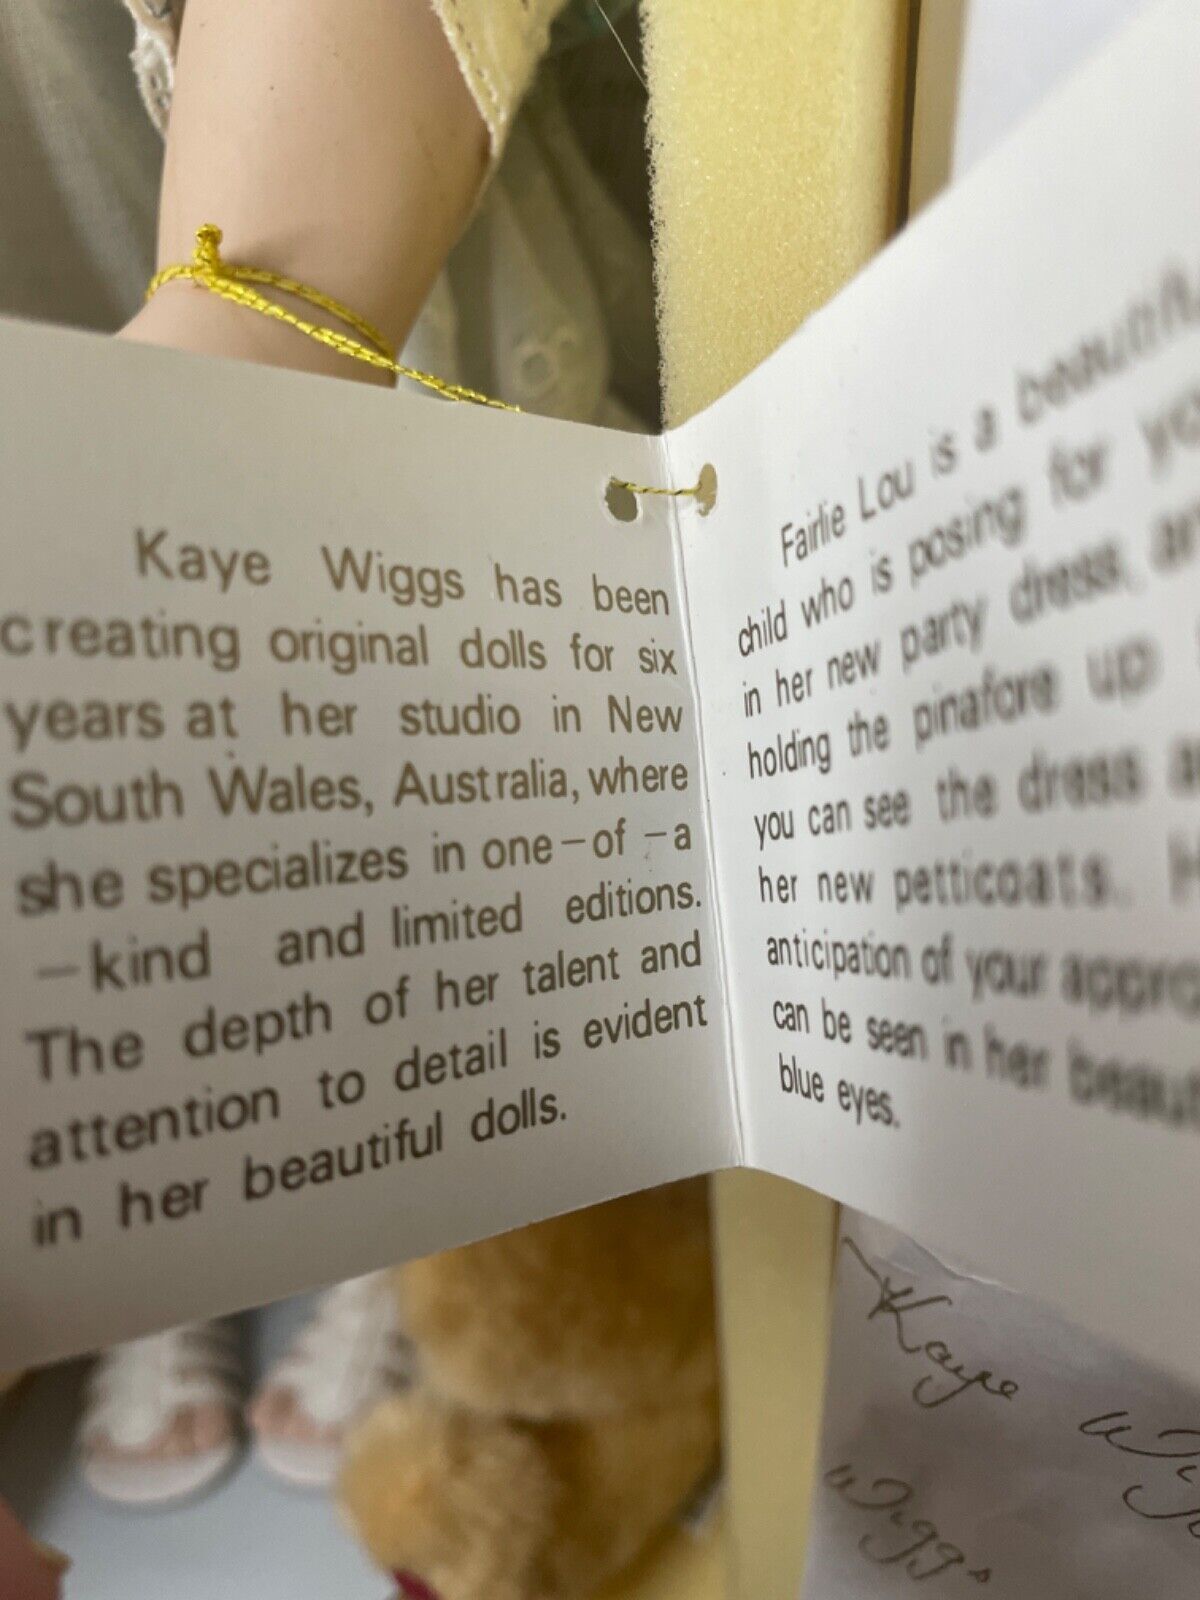 Kaye Wiggs has been
creating original dolls for six
years at her studio in New
South Wales, Australia, where
she specializes in one-of-a
-kind and limited editions.
The depth of her talent and
attention to detail is evident
in her beautiful dolls.
Fairlie Lou is a beautiful
child who is posing for
in her new party dress,
holding the pinafore up
you can see the dress
her new petticoats.
anticipation of your
can be seen in her
blue eyes.
Kaye
Wiggs